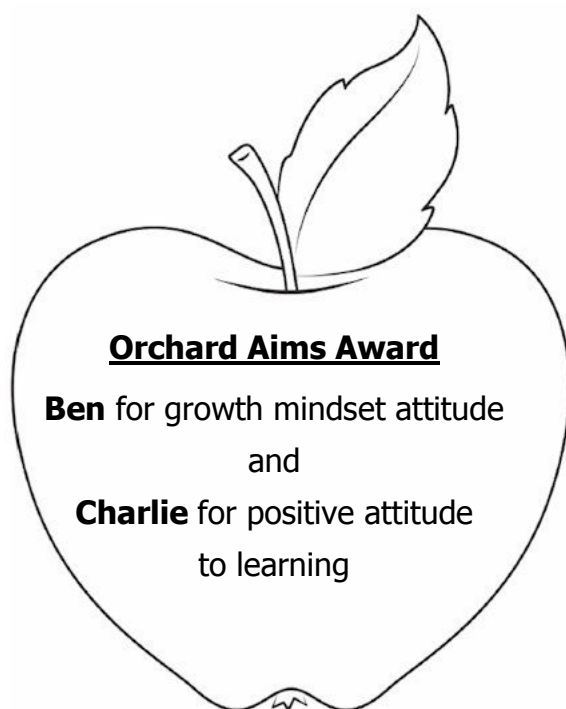 Orchard Aims Award
Ben for growth mindset attitude
and
Charlie for positive attitude
to learning